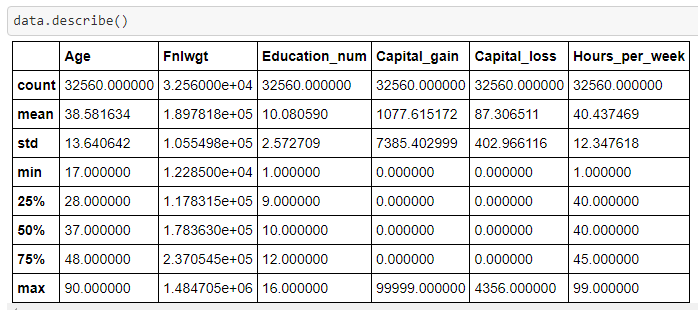 data.describe()
Age Fnlwgt Education_num Capital_gain Capital_loss Hours_per_week
count 32560.000000 3.256000e+04 32560.000000 32560.000000 32560.000000 32560.000000
mean 38.581634 1.897818e+05 10.080590 1077.615172 87.306511 40.437469
std 13.640642 1.055498e+05 2.572709 7385.402999 402.966116 12.347618
min 17.000000 1.228500e+04 1.000000 0.000000 0.000000 1.000000
25% 28.000000 1.178315e+05 9.000000 0.000000 0.000000 40.000000
50% 37.000000 1.783630e+05 10.000000 0.000000 0.000000 40.000000
75% 48.000000 2.370545e+05 12.000000 0.000000 0.000000 45.000000
max 90.000000 1.484705e+06 16.000000 99999.000000 4356.000000 99.000000